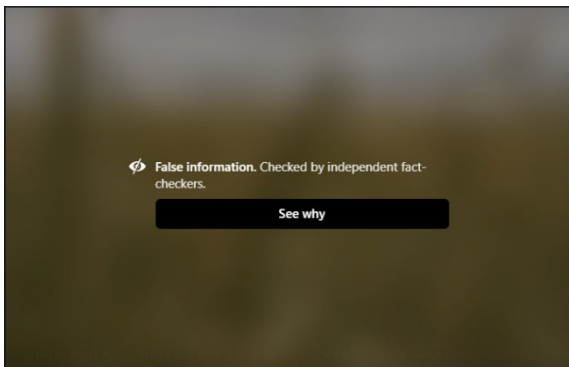 False information. Checked by independent fact-
checkers.
See why